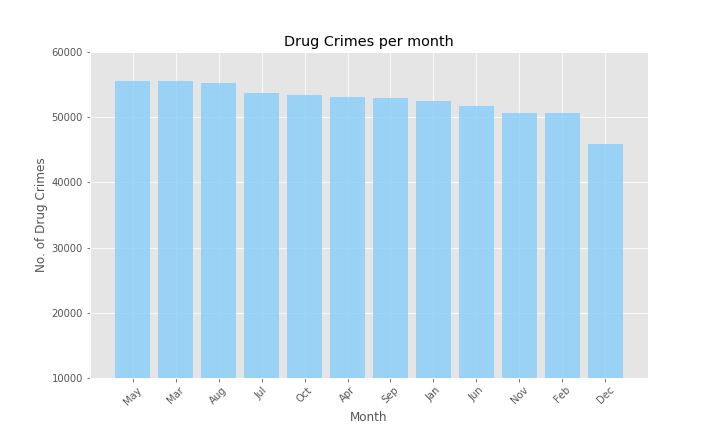 Drug Crimes per month
60000
50000
40000
30000
20000
10000
No. of Drug Crimes
May Mar Aug Jul Oct Apr Sep Jan Jun Nov Feb Dec
Month